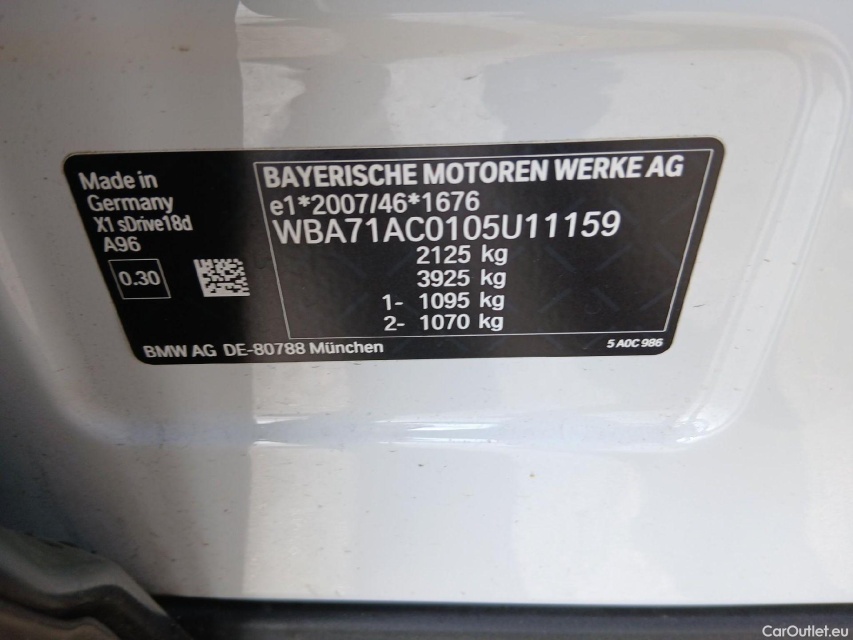 Made in
Germany
X1 sDrive18d
A96
0.30
BAYERISCHE MOTOREN WERKE AG
e1*2007/46*1676
WBA71AC0105U11159
2125 kg
3925 kg
1- 1095 kg
2- 1070 kg
BMW AG DE-80788 München
5 A0C 986
CarOutlet.eu